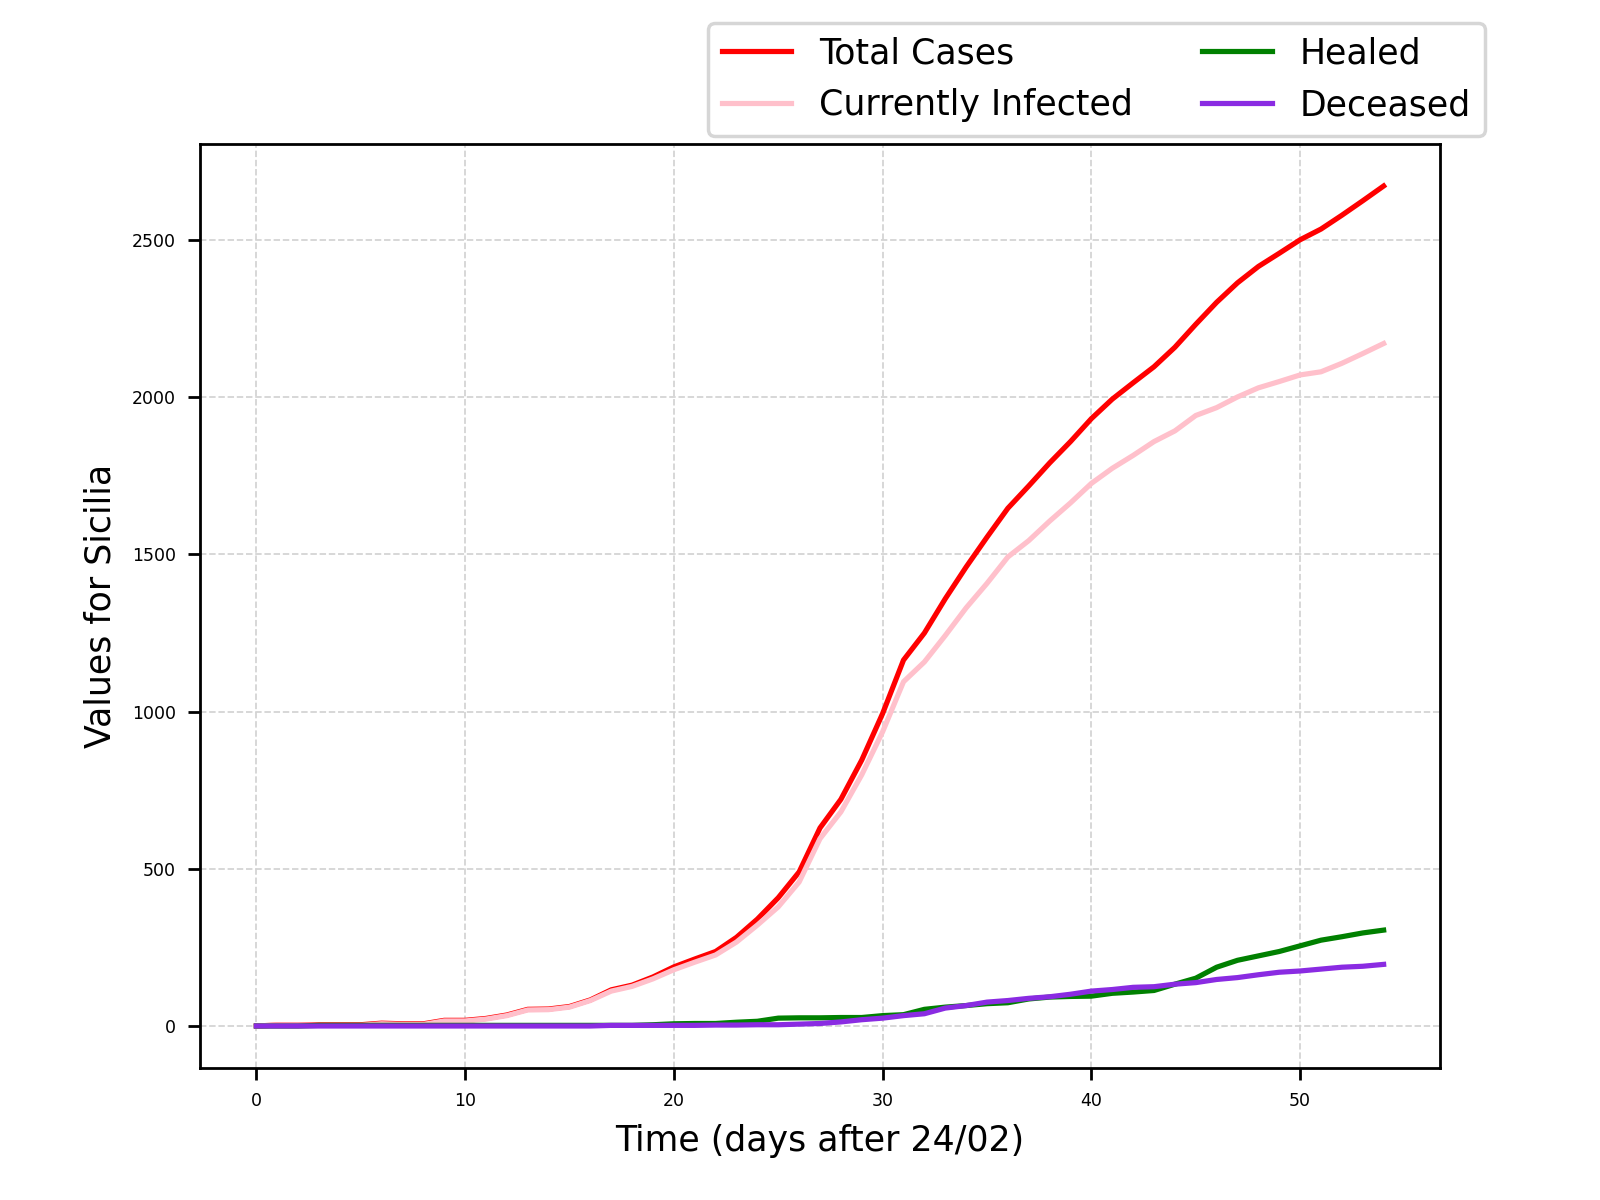 Total Cases
Currently Infected
Healed
Deceased
Values for Sicilia
2500
2000
1500
1000
500
0
0 10 20 30 40 50
Time (days after 24/02)